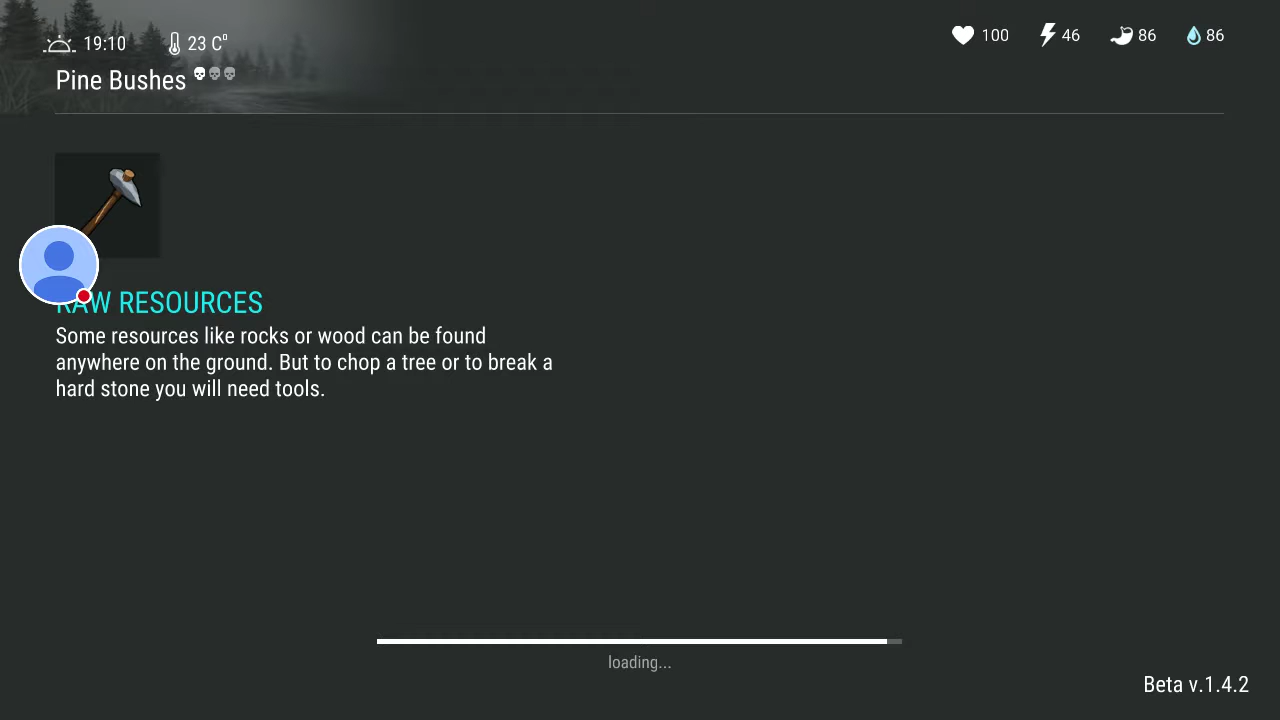 19:10 23 C°
100 46 86 86
Pine Bushes
RAW RESOURCES
Some resources like rocks or wood can be found
anywhere on the ground. But to chop a tree or to break a
hard stone you will need tools.
loading...
Beta v.1.4.2